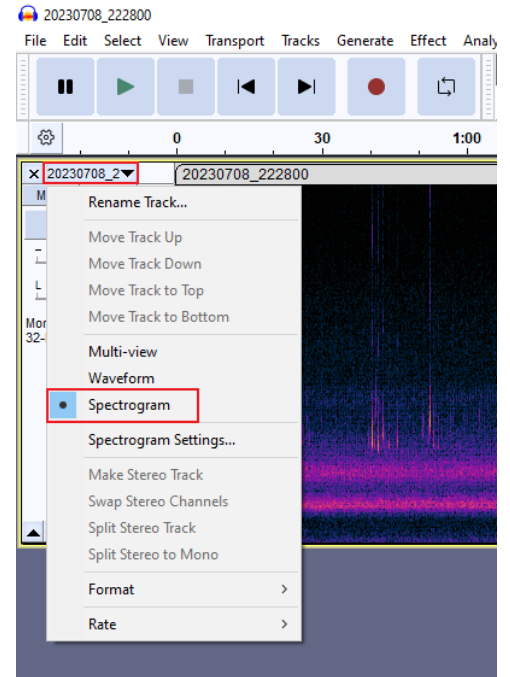 20230708_222800
File Edit Select View Transport Tracks Generate Effect Analy
0 30 1:00
20230708_2 20230708_222800
M
Rename Track...
Move Track Up
Move Track Down
L
Move Track to Top
Mor
Move Track to Bottom
32-
Multi-view
Waveform
Spectrogram
Spectrogram Settings...
Make Stereo Track
Swap Stereo Channels
Split Stereo Track
Split Stereo to Mono
Format
Rate